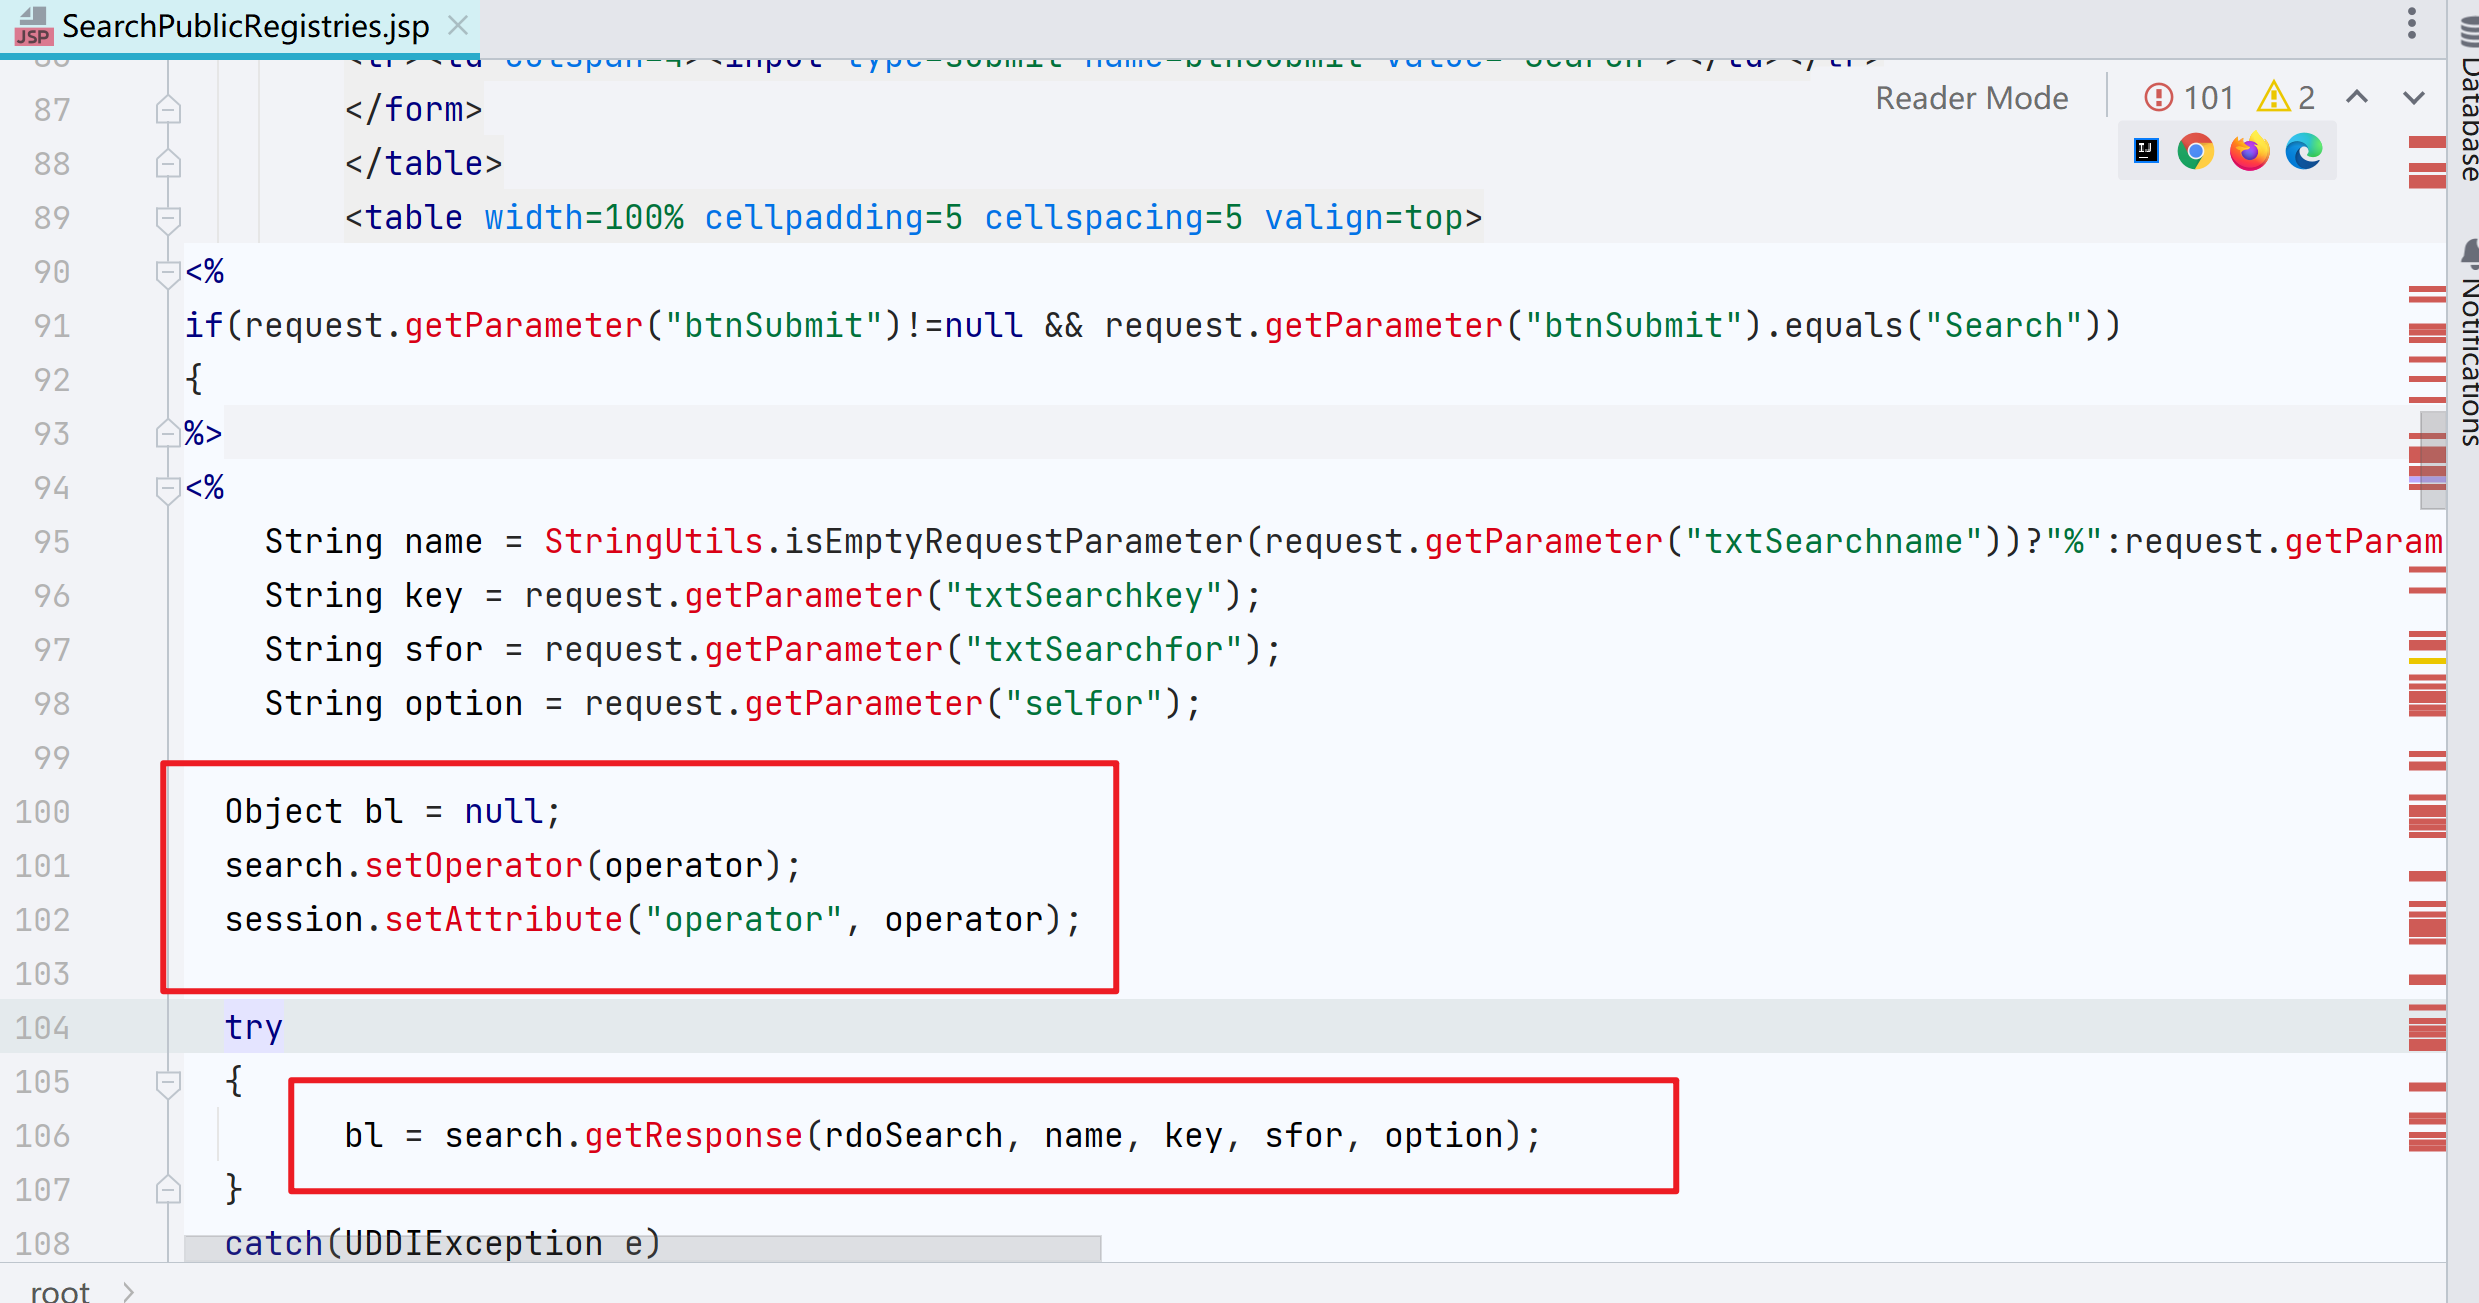 SearchPublicRegistries.jsp
Reader Mode 101 2
87 </form>
88 </table>
89 <table width=100% cellpadding=5 cellspacing=5 valign=top>
90 <%
91 if(request.getParameter("btnSubmit")!=null && request.getParameter("btnSubmit").equals("Search"))
92 {
93 %>
94 <%
95 String name = StringUtils.isEmptyRequestParameter(request.getParameter("txtSearchname"))?"%":request.getParam
96 String key = request.getParameter("txtSearchkey");
97 String sfor = request.getParameter("txtSearchfor");
98 String option = request.getParameter("selfor");
99
100 Object bl = null;
101 search.setOperator(operator);
102 session.setAttribute("operator", operator);
103
104 try
105 {
106 bl = search.getResponse(rdoSearch, name, key, sfor, option);
107 }
108 catch(UDDIException e)
root
Database
Notifications